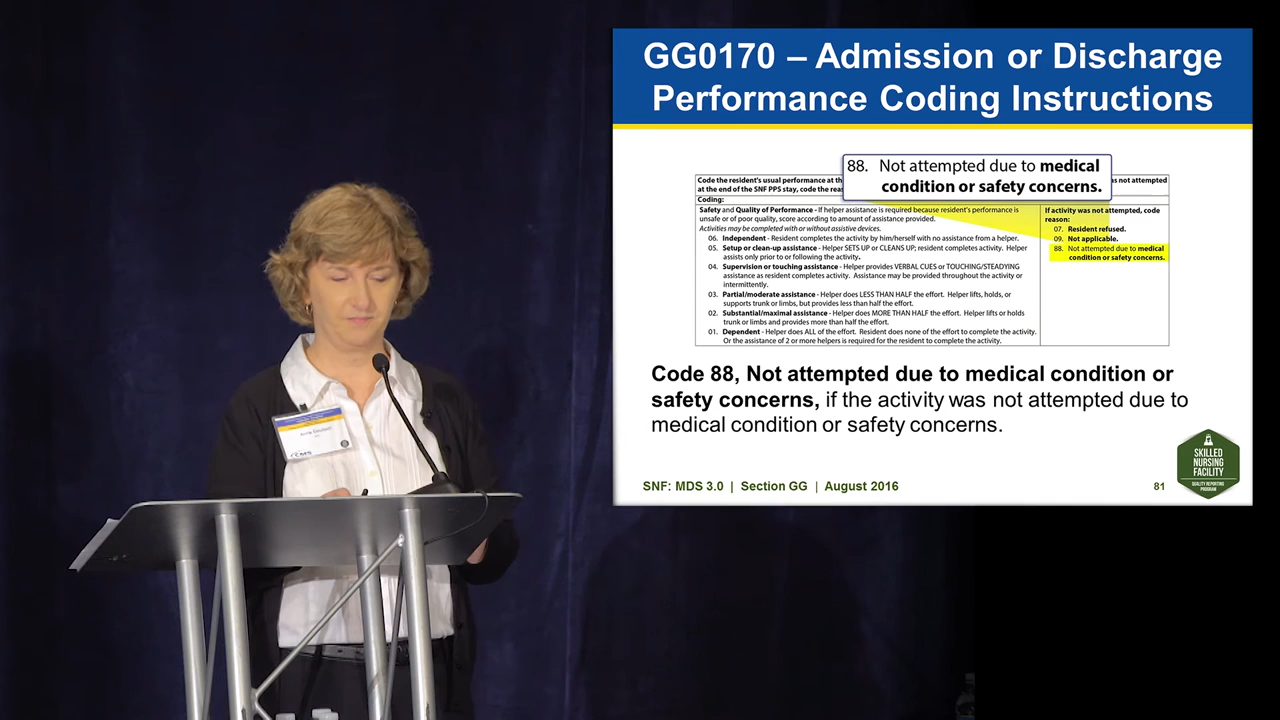 GG0170 – Admission or Discharge
Performance Coding Instructions
88. Not attempted due to medical
condition or safety concerns.
Code the resident's usual performance at th
at the end of the SNF PPS stay, code the rea
as not attempted
Coding:
Safety and Quality of Performance - If helper assistance is required because resident's performance is
unsafe or of poor quality, score according to amount of assistance provided.
Activities may be completed with or without assistive devices.
06. Independent - Resident completes the activity by him/herself with no assistance from a helper.
05. Setup or clean-up assistance - Helper SETS UP or CLEANS UP; resident completes activity. Helper
assists only prior to or following the activity.
04. Supervision or touching assistance - Helper provides VERBAL CUES or TOUCHING/STEADYING
assistance as resident completes activity. Assistance may be provided throughout the activity or
intermittently.
03. Partial/moderate assistance - Helper does LESS THAN HALF the effort. Helper lifts, holds, or
supports trunk or limbs, but provides less than half the effort.
02. Substantial/maximal assistance - Helper does MORE THAN HALF the effort. Helper lifts or holds
trunk or limbs and provides more than half the effort.
01. Dependent - Helper does ALL of the effort. Resident does none of the effort to complete the activity.
Or the assistance of 2 or more helpers is required for the resident to complete the activity.
If activity was not attempted, code
reason:
07. Resident refused.
09. Not applicable.
88. Not attempted due to medical
condition or safety concerns.
Code 88, Not attempted due to medical condition or
safety concerns, if the activity was not attempted due to
medical condition or safety concerns.
SNF: MDS 3.0 | Section GG | August 2016
81
SKILLED
NURSING
FACILITY
QUALITY REPORTING
PROGRAM
CMS